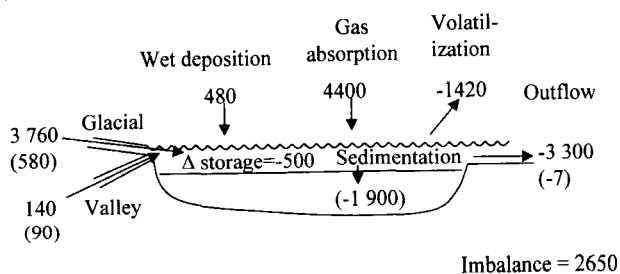 Wet deposition
480
Gas
absorption
4400
Volatil-
ization
-1420
Outflow
Glacial
3 760
(580)
Δ storage=-500
Sedimentation
(-1 900)
-3 300
(-7)
140
(90)
Valley
Imbalance = 2650